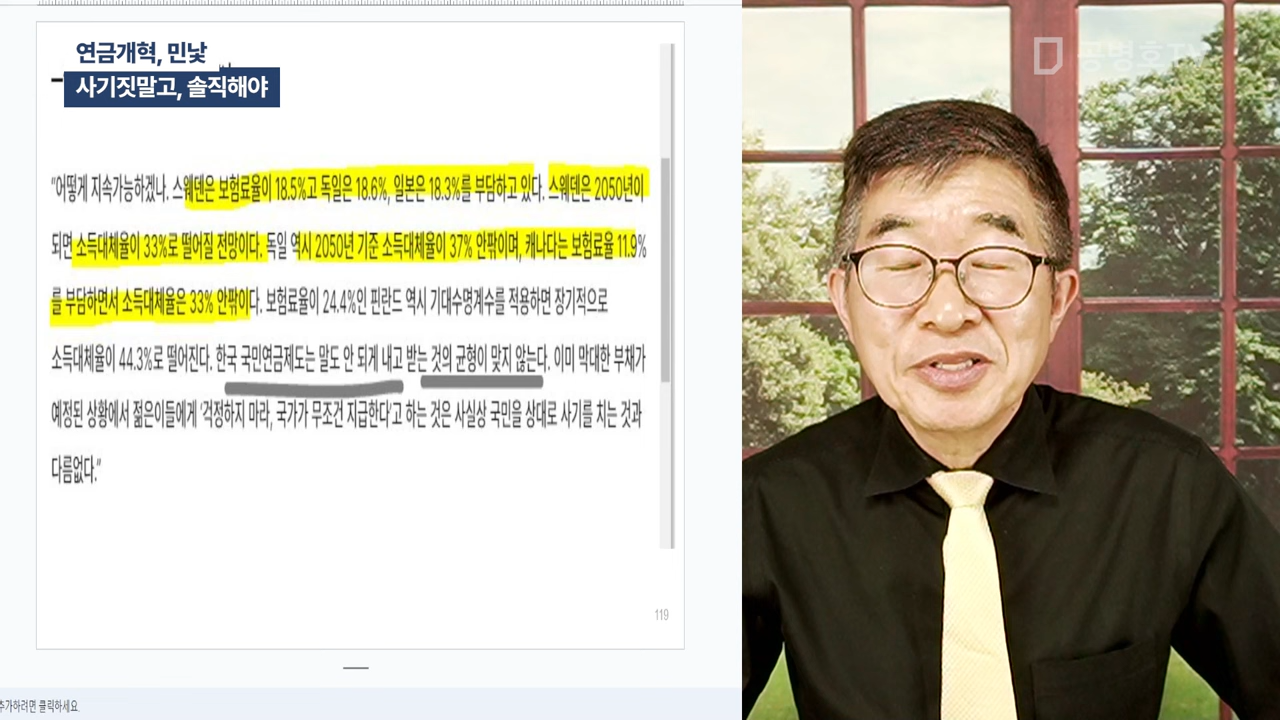 연금개혁, 민낯
사기짓말고, 솔직해야
공병호TV
“어떻게 지속가능하겠나. 스웨덴은 보험료율이 18.5%고 독일은 18.6%, 일본은 18.3%를 부담하고 있다. 스웨덴은 2050년이
되면 소득대체율이 33%로 떨어질 전망이다. 독일 역시 2050년 기준 소득대체율이 37% 안팎이며, 캐나다는 보험료율 11.9%
를 부담하면서 소득대체율은 33% 안팎이다. 보험료율이 24.4%인 핀란드 역시 기대수명계수를 적용하면 장기적으로
소득대체율이 44.3%로 떨어진다. 한국 국민연금제도는 말도 안 되게 내고 받는 것의 균형이 맞지 않는다. 이미 막대한 부채가
예정된 상황에서 젊은이들에게 ‘걱정하지 마라, 국가가 무조건 지급한다’고 하는 것은 사실상 국민을 상대로 사기를 치는 것과
다름없다.”
119
추가하려면 클릭하세요.